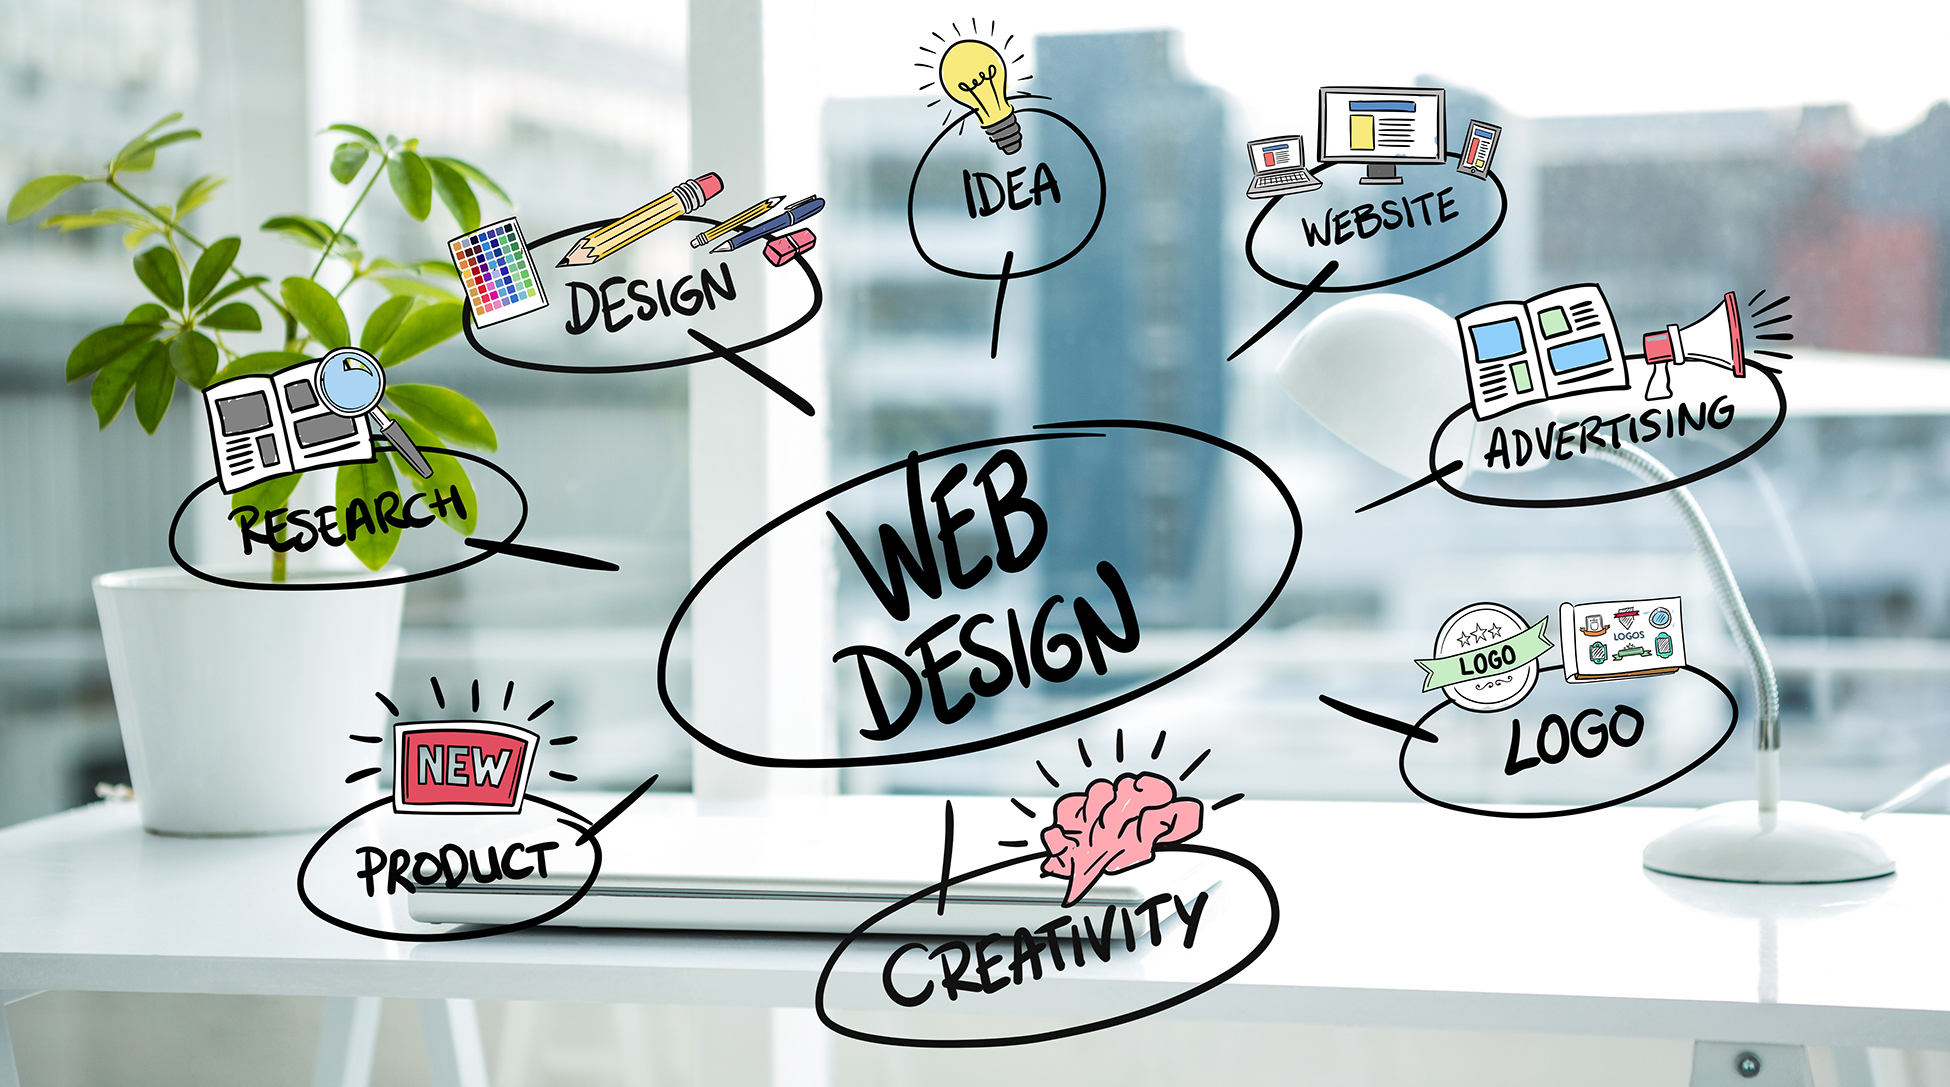 IDEA
WEBSITE
DESIGN
ADVERTISING
RESEARCH
WEB
DESIGN
LOGO
LOGOS
LOGO
NEW
PRODUCT
CREATIVITY